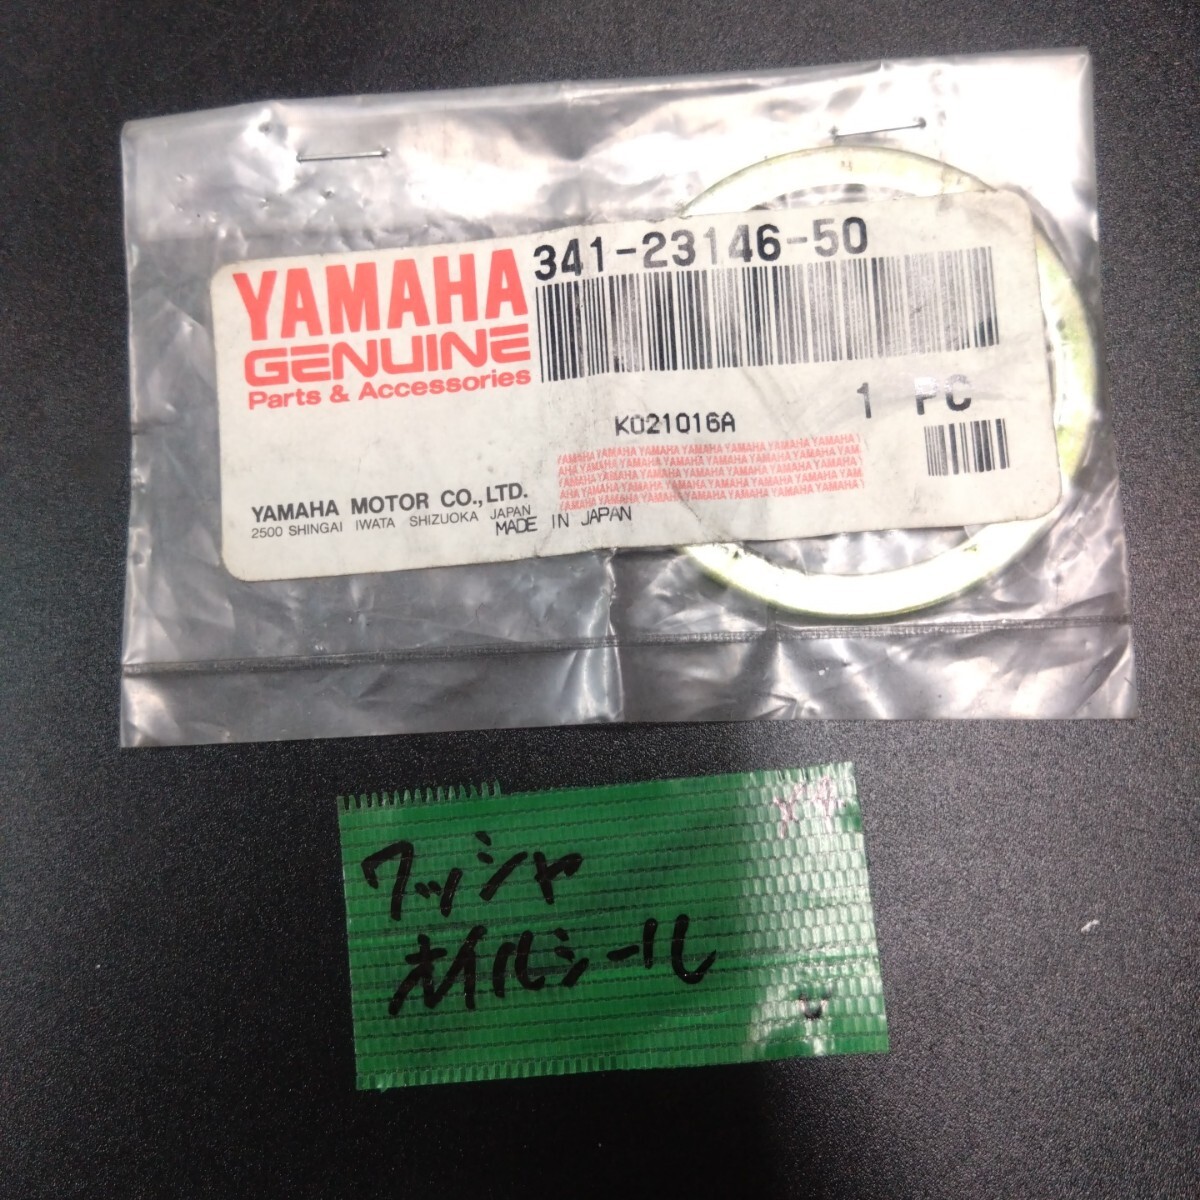 341-23146-50
YAMAHA
GENUINE
Parts & Accessories
1 PC
K021016A
YAMAHA YAMAHA YAMAHA YAMAHA YAMAHA YAMAHA YAMAHA
YAMAHA MOTOR CO., LTD.
2500 SHINGAI IWATA SHIZUOKA JAPAN
MADE IN JAPAN
ワッシャ
オイルシール